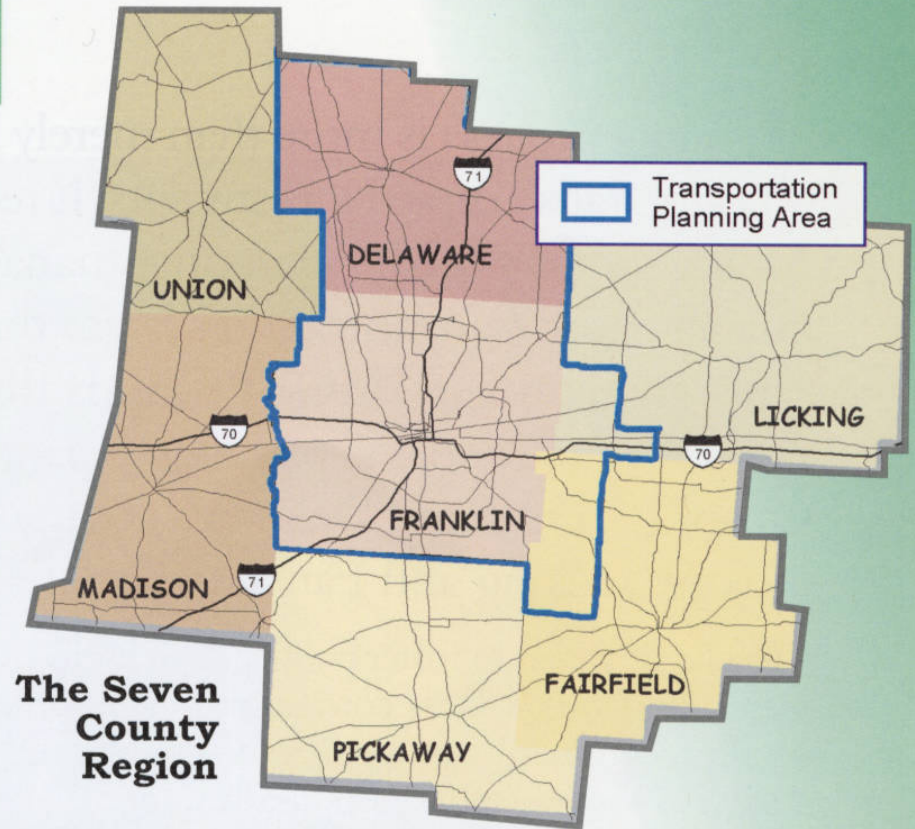 71
Transportation
Planning Area
DELAWARE
UNION
LICKING
70
70
FRANKLIN
MADISON
71
The Seven
County
Region
FAIRFIELD
PICKAWAY